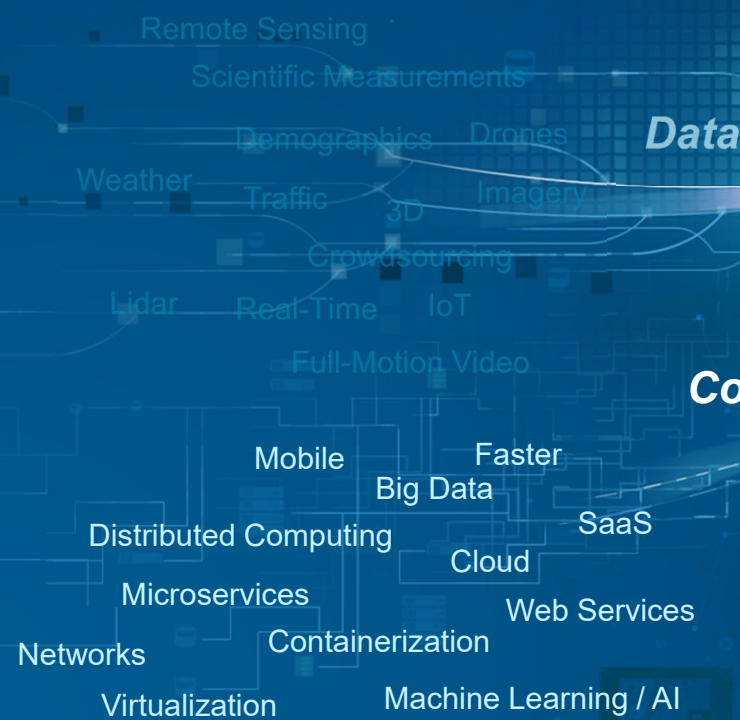 Remote Sensing
Scientific Measurements
Demographics
Drones
Data
Weather
Traffic
3D
Imagery
Crowdsourcing
Lidar
Real-Time
IoT
Full-Motion Video
Co
Mobile
Faster
Big Data
SaaS
Distributed Computing
Cloud
Microservices
Web Services
Containerization
Networks
Virtualization
Machine Learning / AI